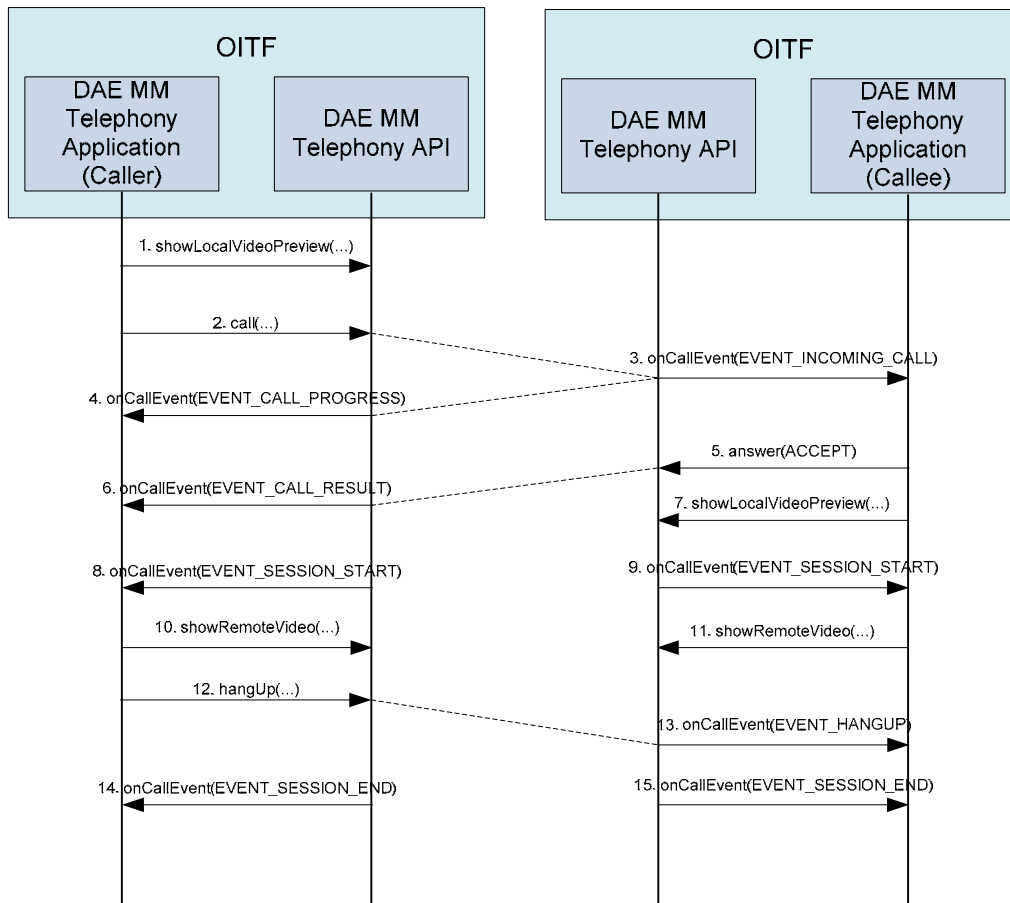 OITF
DAE MM
Telephony
Application
(Caller)
DAE MM
Telephony API
OITF
DAE MM
Telephony API
DAE MM
Telephony
Application
(Callee)
1. showLocalVideoPreview(...)
2. call(...)
3. onCallEvent(EVENT_INCOMING_CALL)
4. onCallEvent(EVENT_CALL_PROGRESS)
5. answer(ACCEPT)
6. onCallEvent(EVENT_CALL_RESULT)
7. showLocalVideoPreview(...)
8. onCallEvent(EVENT_SESSION_START)
9. onCallEvent(EVENT_SESSION_START)
10. showRemoteVideo(...)
11. showRemoteVideo(...)
12. hangUp(...)
13. onCallEvent(EVENT_HANGUP)
14. onCallEvent(EVENT_SESSION_END)
15. onCallEvent(EVENT_SESSION_END)